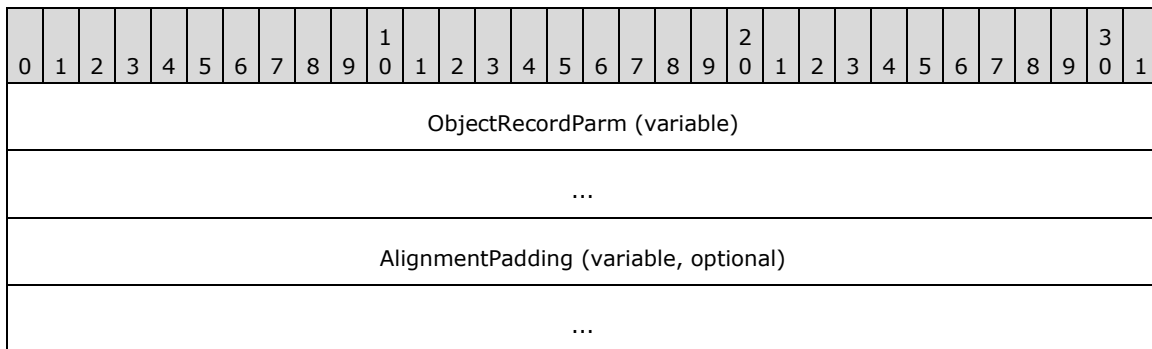 1 2 3
0 1 2 3 4 5 6 7 8 9 0 1 2 3 4 5 6 7 8 9 0 1 2 3 4 5 6 7 8 9 0 1
ObjectRecordParm (variable)
...
AlignmentPadding (variable, optional)
...